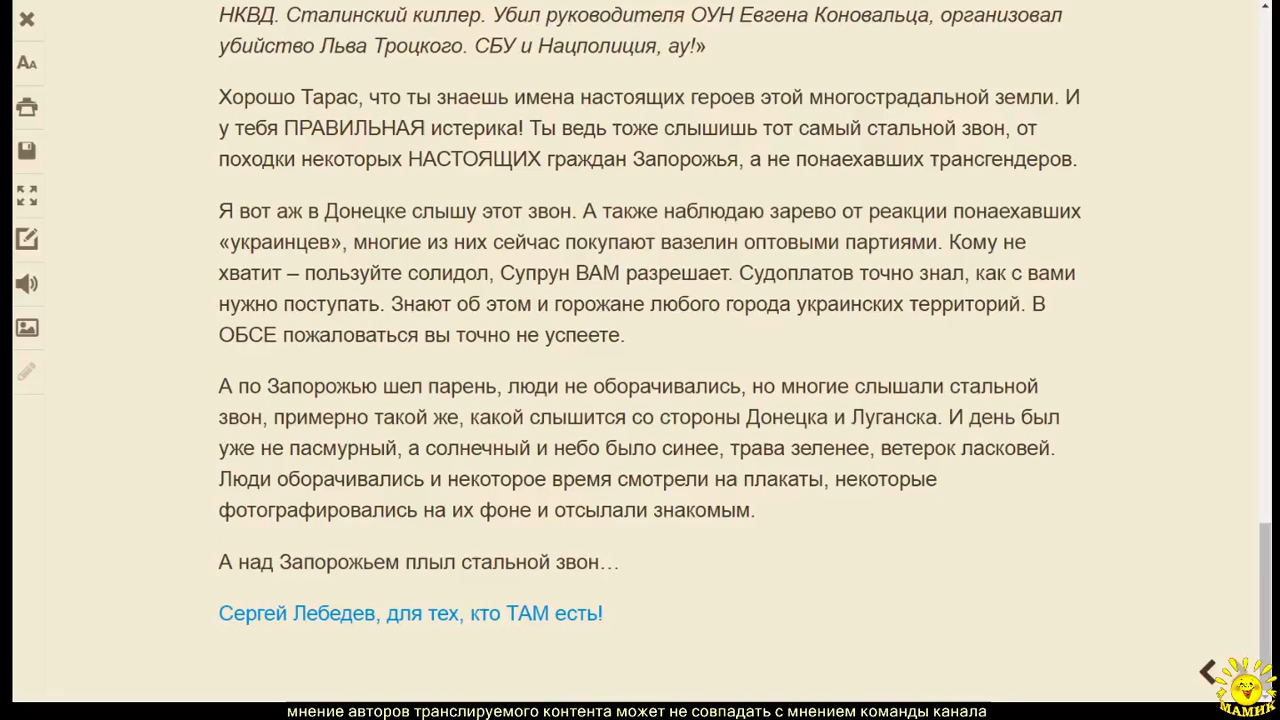 НКВД. Сталинский киллер. Убил руководителя ОУН Евгена Коновальца, организовал
убийство Льва Троцкого. СБУ и Нацполиция, ау!»
Хорошо Тарас, что ты знаешь имена настоящих героев этой многострадальной земли. И
у тебя ПРАВИЛЬНАЯ истерика! Ты ведь тоже слышишь тот самый стальной звон, от
походки некоторых НАСТОЯЩИХ граждан Запорожья, а не понаехавших трансгендеров.
Я вот аж в Донецке слышу этот звон. А также наблюдаю зарево от реакции понаехавших
«украинцев», многие из них сейчас покупают вазелин оптовыми партиями. Кому не
хватит – пользуйте солидол, Супрун ВАМ разрешает. Судоплатов точно знал, как с вами
нужно поступать. Знают об этом и горожане любого города украинских территорий. В
ОБСЕ пожаловаться вы точно не успеете.
А по Запорожью шел парень, люди не оборачивались, но многие слышали стальной
звон, примерно такой же, какой слышится со стороны Донецка и Луганска. И день был
уже не пасмурный, а солнечный и небо было синее, трава зеленее, ветерок ласковей.
Люди оборачивались и некоторое время смотрели на плакаты, некоторые
фотографировались на их фоне и отсылали знакомым.
А над Запорожьем плыл стальной звон…
Сергей Лебедев, для тех, кто ТАМ есть!
МАМИК
мнение авторов транслируемого контента может не совпадать с мнением команды канала